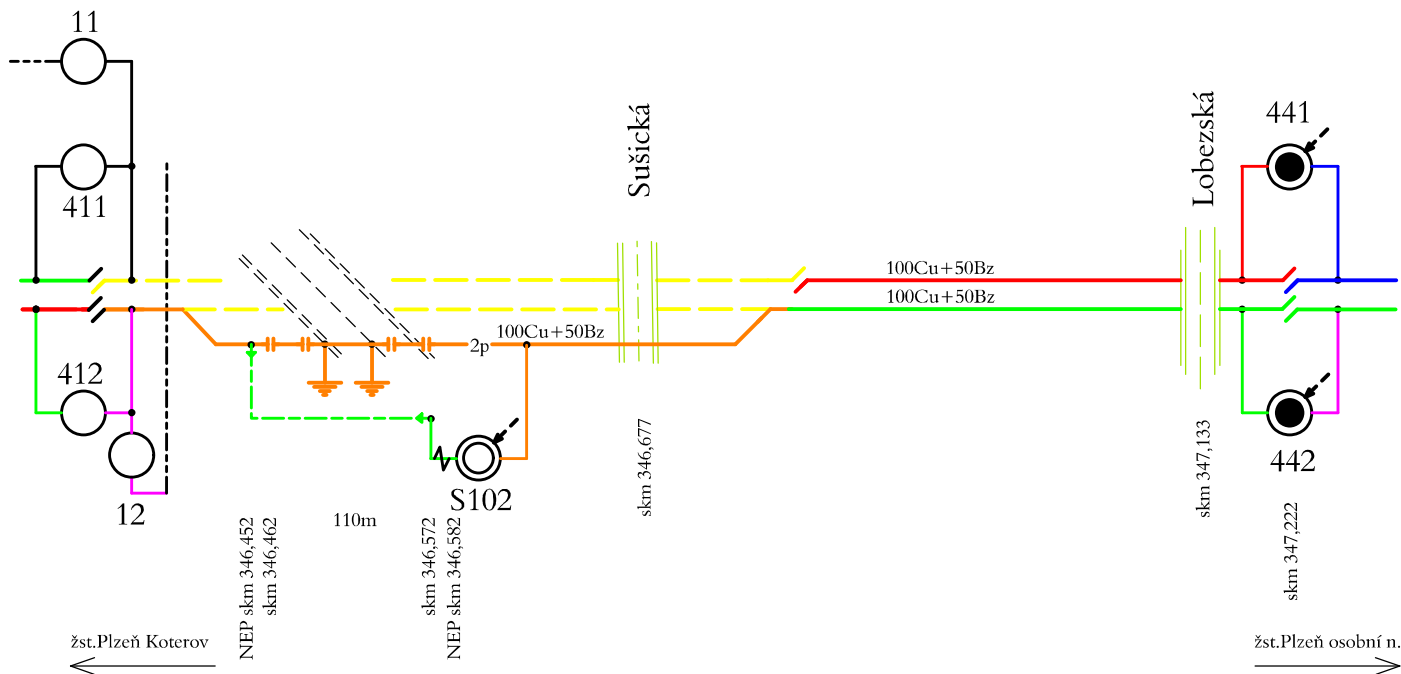 11
411
412
12
Sušická
Lobezská
441
442
100Cu+50Bz
100Cu+50Bz
100Cu+50Bz
2p
S102
110m
NEP skm 346,452
skm 346,462
skm 346,572
NEP skm 346,582
skm 346,677
skm 347,133
skm 347,222
žst.Plzeň Koterov
žst.Plzeň osobní n.